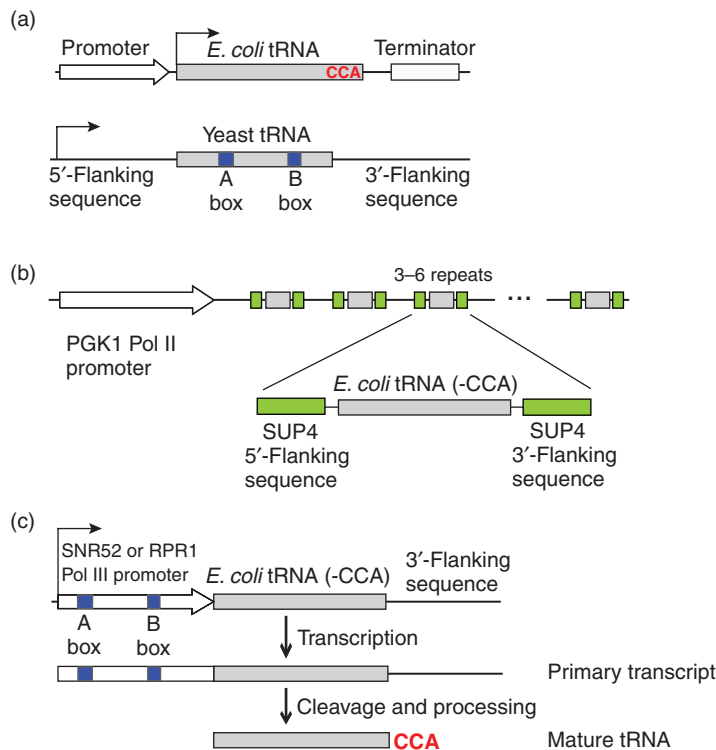 (a)
Promoter
E. coli tRNA
Terminator
CCA
Yeast tRNA
5′-Flanking
sequence
A
box
B
box
3′-Flanking
sequence
(b)
3–6 repeats
...
PGK1 Pol II
promoter
E. coli tRNA (-CCA)
SUP4
5′-Flanking
sequence
SUP4
3′-Flanking
sequence
(c)
SNR52 or RPR1
Pol III promoter
E. coli tRNA (-CCA)
3′-Flanking
sequence
A
box
B
box
Transcription
Primary transcript
Cleavage and processing
CCA
Mature tRNA